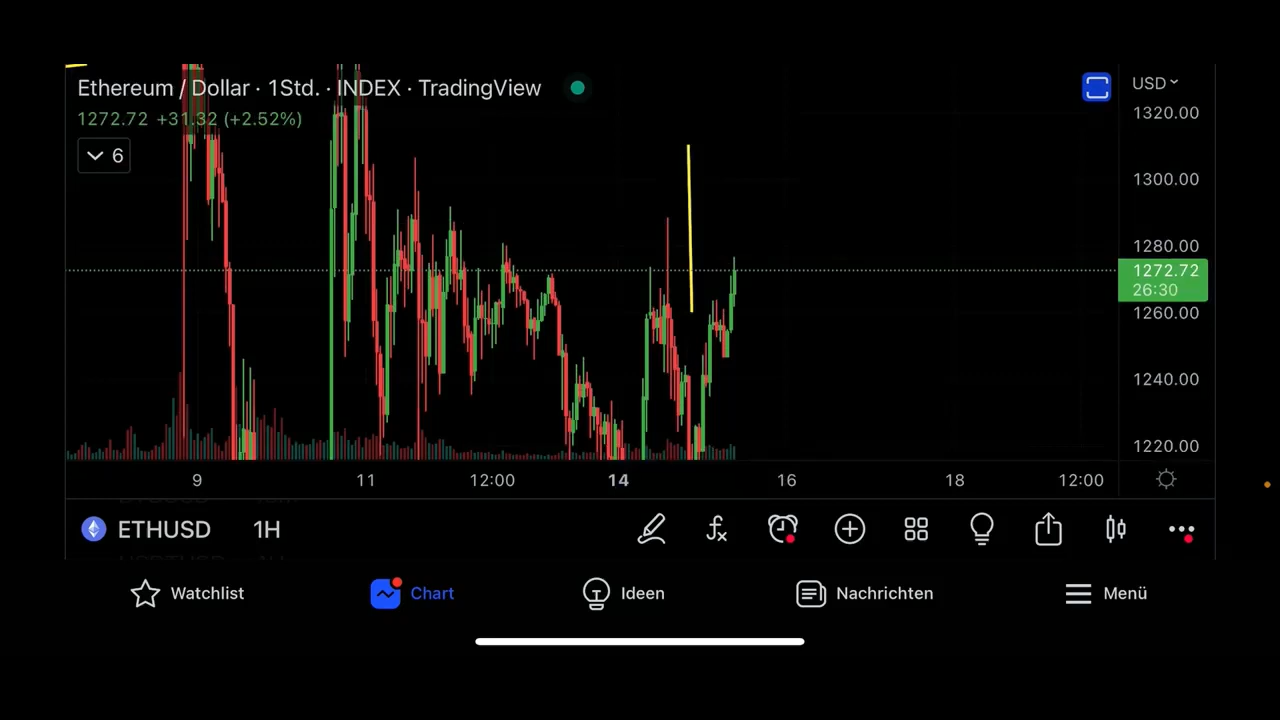 Ethereum / Dollar · 1Std. · INDEX · TradingView
USD
1272.72 +31.32 (+2.52%)
6
1320.00
1300.00
1280.00
1272.72
26:30
1260.00
1240.00
1220.00
9 11 12:00 14 16 18 12:00
ETHUSD 1H
Watchlist Chart Ideen Nachrichten Menü